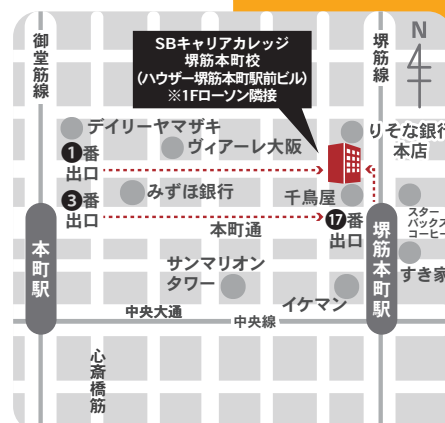 御堂筋線
SBキャリアカレッジ
堺筋本町校
(ハウザー堺筋本町駅前ビル)
※1Fローソン隣接
堺筋線
N
デイリーヤマザキ
1番
出口
ヴィアーレ大阪
りそな銀行
本店
3番
出口
みずほ銀行
千鳥屋
本町通
17番
出口
スター
バックス
コーヒー
本町駅
堺筋本町駅
サンマリオン
タワー
イケマン
すき家
中央大通
中央線
心斎橋筋